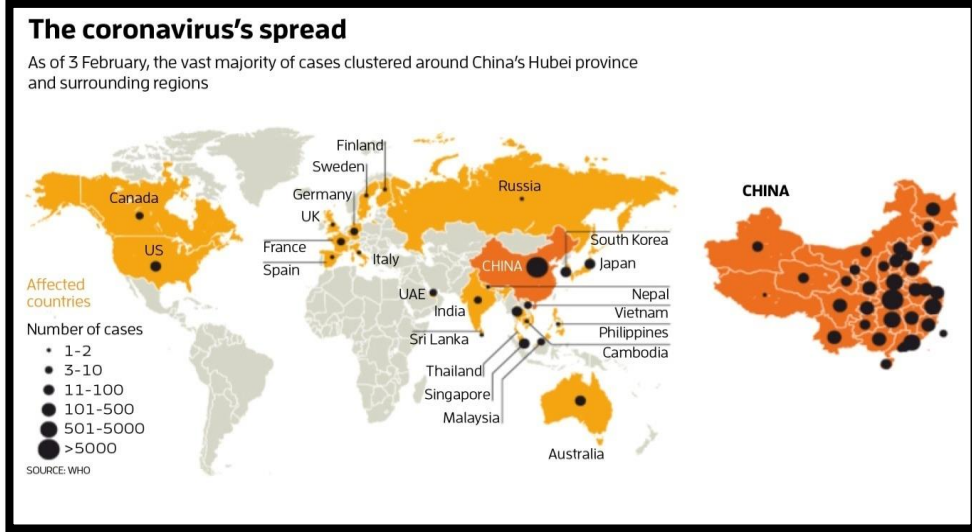 The coronavirus's spread
As of 3 February, the vast majority of cases clustered around China's Hubei province
and surrounding regions
Finland
Sweden
Germany
UK
France
Spain
Italy
Canada
US
Russia
CHINA
South Korea
Japan
UAE
India
Sri Lanka
Nepal
Vietnam
Philippines
Cambodia
Thailand
Singapore
Malaysia
Australia
CHINA
Affected
countries
Number of cases
1-2
3-10
11-100
101-500
501-5000
>5000
SOURCE: WHO